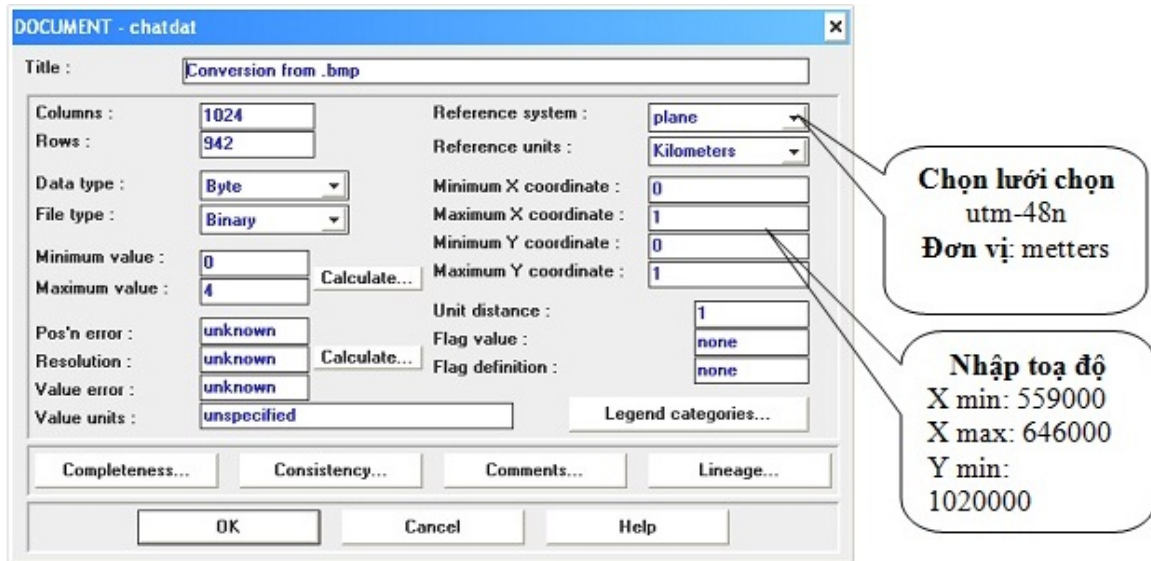 DOCUMENT - chatdat
Title : Conversion from .bmp
Columns : 1024
Rows : 942
Data type : Byte
File type : Binary
Minimum value : 0
Maximum value : 4
Calculate...
Pos'n error : unknown
Resolution : unknown
Calculate...
Value error : unknown
Value units : unspecified
Reference system : plane
Reference units : Kilometers
Minimum X coordinate : 0
Maximum X coordinate : 1
Minimum Y coordinate : 0
Maximum Y coordinate : 1
Unit distance : 1
Flag value : none
Flag definition : none
Legend categories...
Completeness... Consistency... Comments... Lineage...
OK Cancel Help
Chọn lưới chọn
utm-48n
Đơn vị: metters
Nhập toạ độ
X min: 559000
X max: 646000
Y min:
1020000